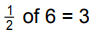 ½ of 6 = 3